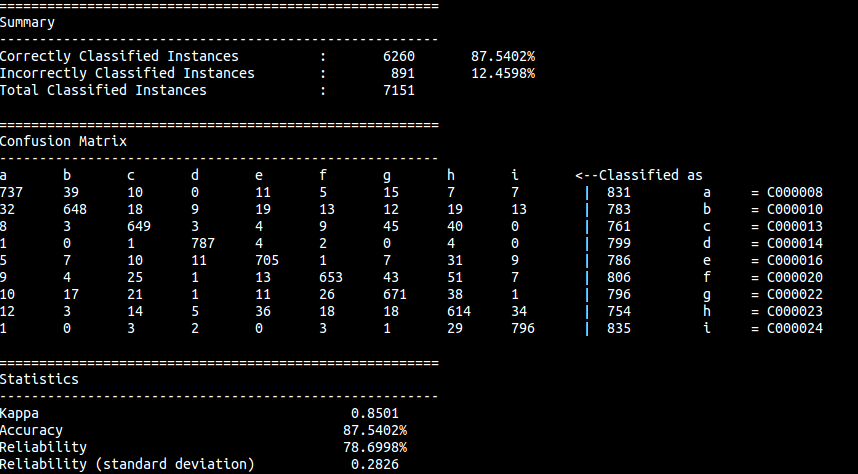 =======================================================
Summary
-------------------------------------------------------
Correctly Classified Instances          :       6260       87.5402%
Incorrectly Classified Instances        :        891       12.4598%
Total Classified Instances              :       7151
=======================================================
Confusion Matrix
-------------------------------------------------------
a       b       c       d       e       f       g       h       i       <--Classified as
737     39      10      0       11      5       15      7       7        |  831         a     = C000008
32      648     18      9       19      13      12      19      13       |  783         b     = C000010
8       3       649     3       4       9       45      40      0        |  761         c     = C000013
1       0       1       787     4       2       0       4       0        |  799         d     = C000014
5       7       10      11      705     1       7       31      9        |  786         e     = C000016
9       4       25      1       13      653     43      51      7        |  806         f     = C000020
10      17      21      1       11      26      671     38      1        |  796         g     = C000022
12      3       14      5       36      18      18      614     34       |  754         h     = C000023
1       0       3       2       0       3       1       29      796      |  835         i     = C000024
=======================================================
Statistics
-------------------------------------------------------
Kappa                                       0.8501
Accuracy                                   87.5402%
Reliability                                78.6998%
Reliability (standard deviation)            0.2826